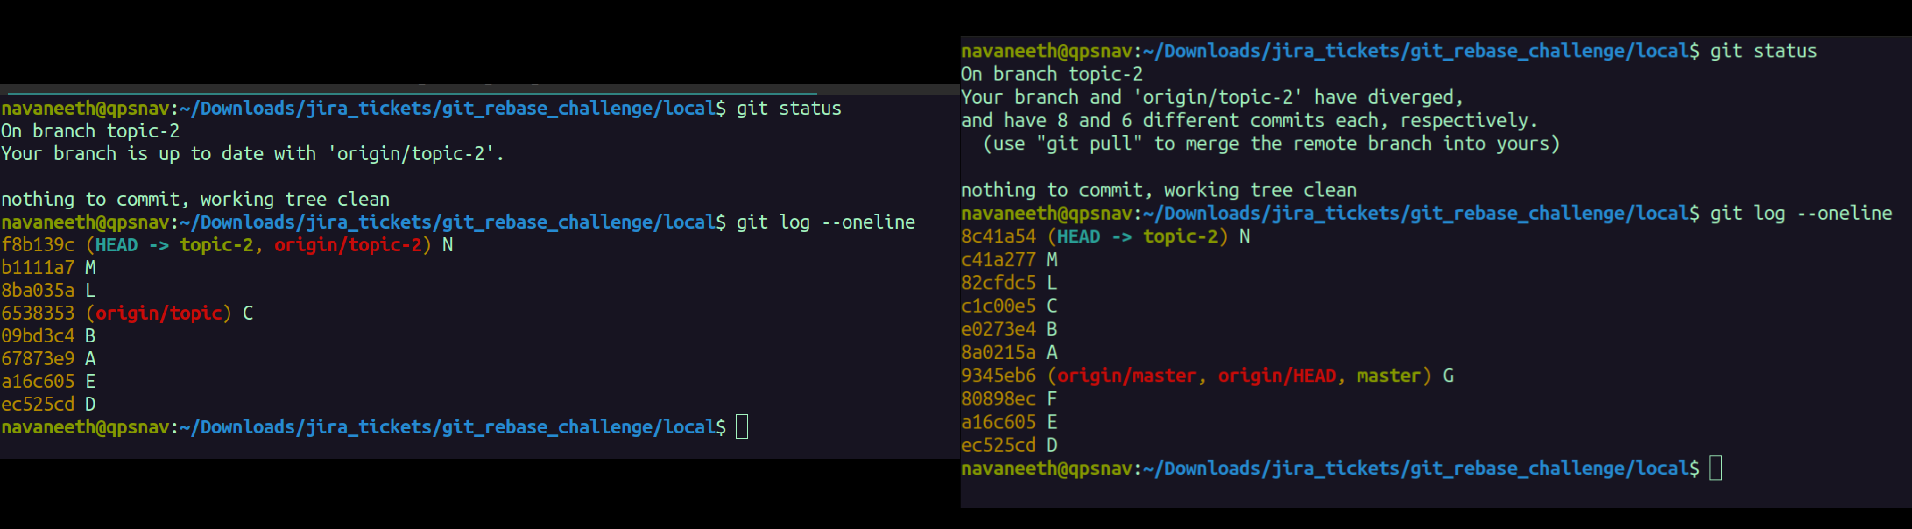 navaneeth@qpsnav:~/Downloads/jira_tickets/git_rebase_challenge/local$ git status
On branch topic-2
Your branch is up to date with 'origin/topic-2'.
nothing to commit, working tree clean
navaneeth@qpsnav:~/Downloads/jira_tickets/git_rebase_challenge/local$ git log --oneline
f8b139c (HEAD -> topic-2, origin/topic-2) N
b1111a7 M
8ba035a L
6538353 (origin/topic) C
09bd3c4 B
67873e9 A
a16c605 E
ec525cd D
navaneeth@qpsnav:~/Downloads/jira_tickets/git_rebase_challenge/local$
navaneeth@qpsnav:~/Downloads/jira_tickets/git_rebase_challenge/local$ git status
On branch topic-2
Your branch and 'origin/topic-2' have diverged,
and have 8 and 6 different commits each, respectively.
  (use "git pull" to merge the remote branch into yours)
nothing to commit, working tree clean
navaneeth@qpsnav:~/Downloads/jira_tickets/git_rebase_challenge/local$ git log --oneline
8c41a54 (HEAD -> topic-2) N
c41a277 M
82cfdc5 L
c1c00e5 C
e0273e4 B
8a0215a A
9345eb6 (origin/master, origin/HEAD, master) G
80898ec F
a16c605 E
ec525cd D
navaneeth@qpsnav:~/Downloads/jira_tickets/git_rebase_challenge/local$